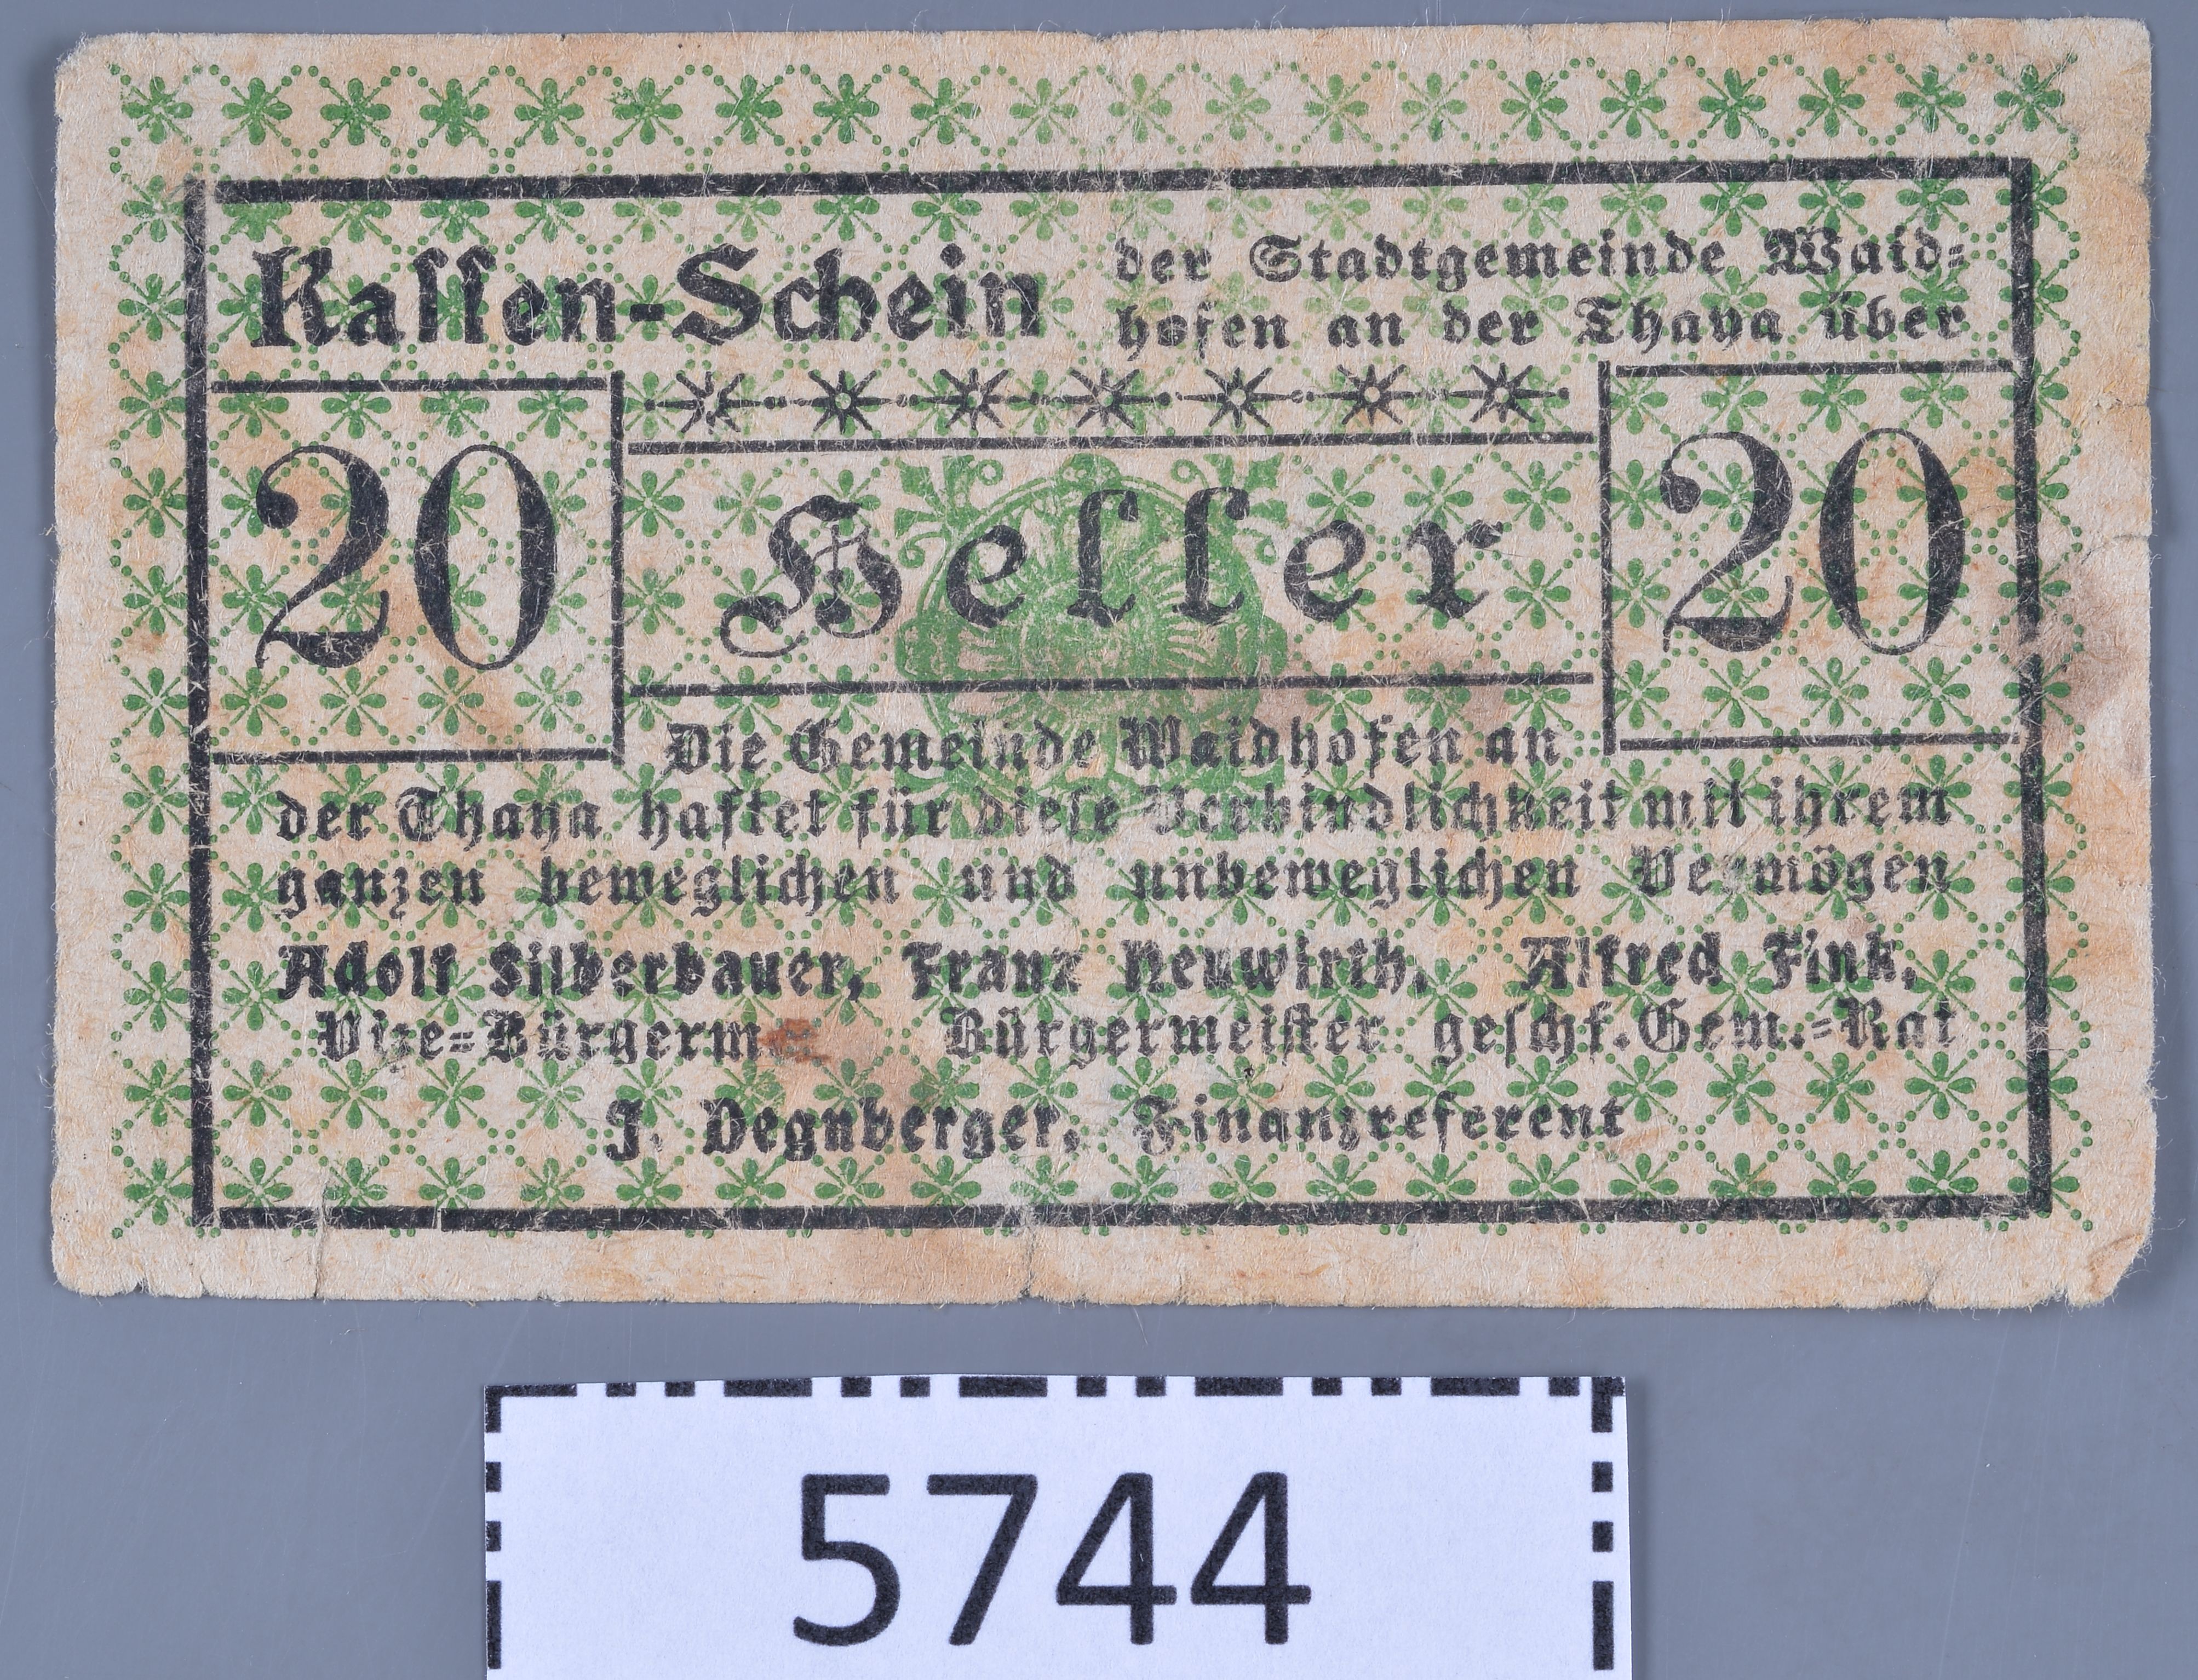 Kassen-Schein
der Stadtgemeinde Waid=
hofen an der Thaya über
20
Heller
20
Die Gemeinde Waidhofen an
der Thaya haftet für diese Verbindlichkeit mit ihrem
ganzen beweglichen und unbeweglichen Vermögen
Adolf Silberbauer, Franz Neuwirth, Alfred Fink,
Vize=Bürgerm Bürgermeister geschf. Gem.=Rat
J. Degnberger, Finanzreferent
5744